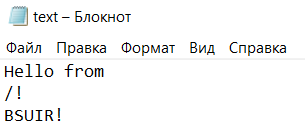 text – Блокнот
Файл Правка Формат Вид Справка
Hello from
/!
BSUIR!